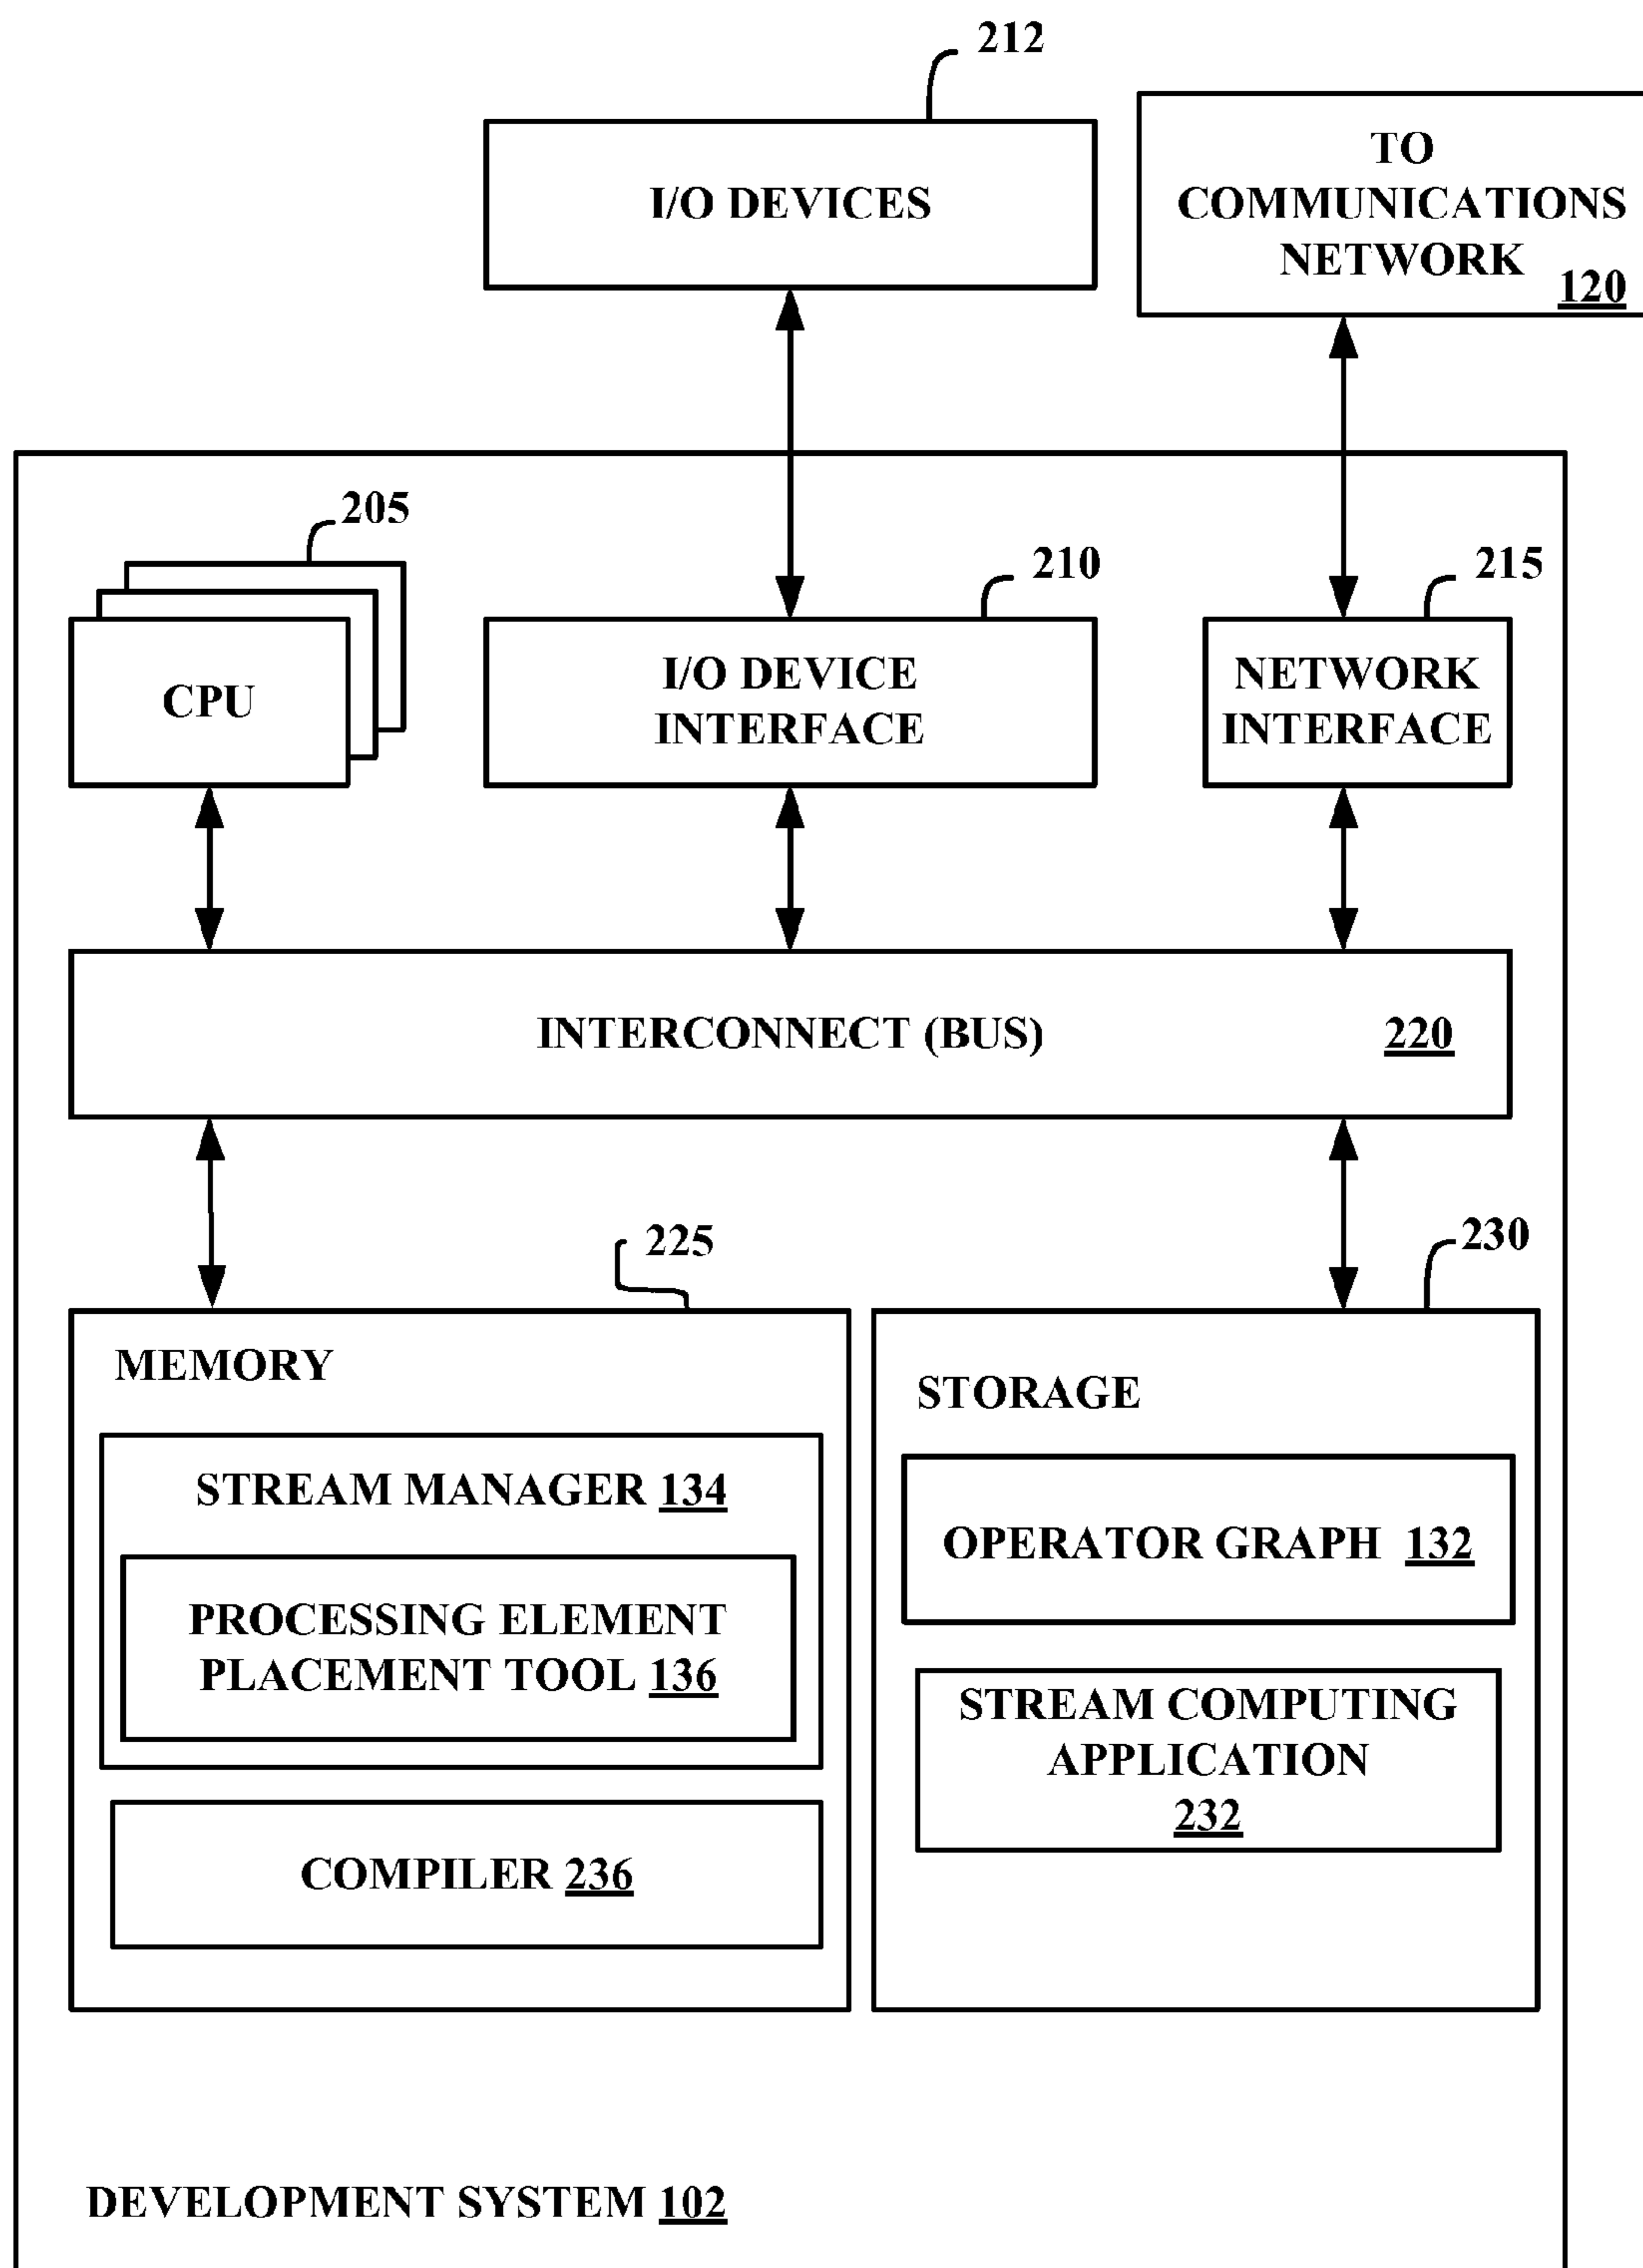 212
I/O DEVICES
TO
COMMUNICATIONS
NETWORK
120
205
CPU
210
I/O DEVICE
INTERFACE
215
NETWORK
INTERFACE
INTERCONNECT (BUS) 220
225
MEMORY
STREAM MANAGER 134
PROCESSING ELEMENT
PLACEMENT TOOL 136
COMPILER 236
230
STORAGE
OPERATOR GRAPH 132
STREAM COMPUTING
APPLICATION
232
DEVELOPMENT SYSTEM 102